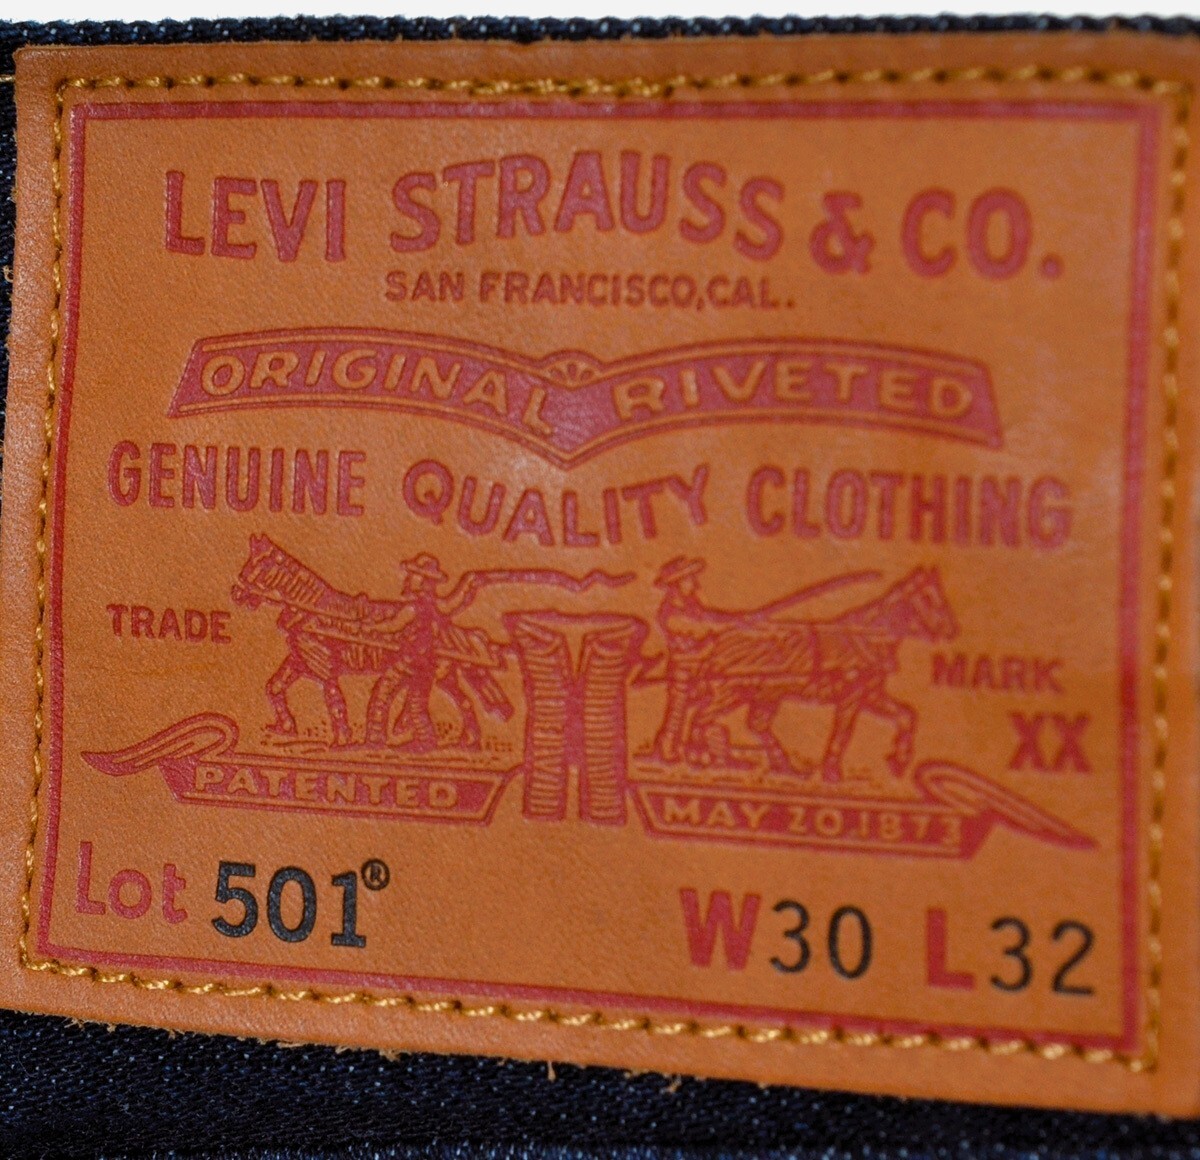 LEVI STRAUSS & CO.
SAN FRANCISCO, CAL.
ORIGINAL RIVETED
GENUINE QUALITY CLOTHING
TRADE MARK
XX
PATENTED MAY 20, 1873
Lot 501® W30 L32